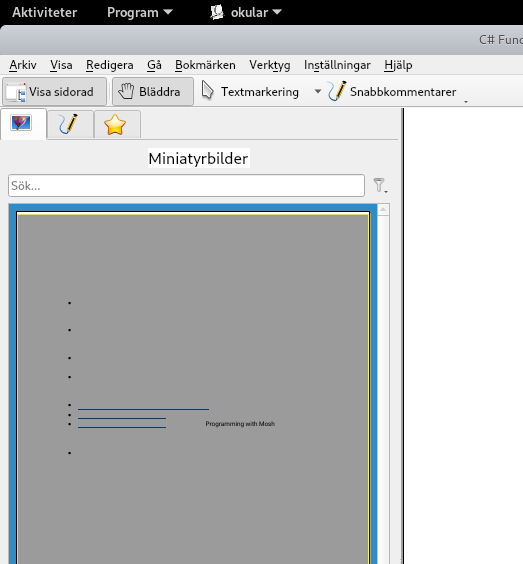 Aktiviteter Program okular
C# Func
Arkiv Visa Redigera Gå Bokmärken Verktyg Inställningar Hjälp
Visa sidorad Bläddra Textmarkering Snabbkommentarer
Miniatyrbilder
Sök...
Programming with Mosh